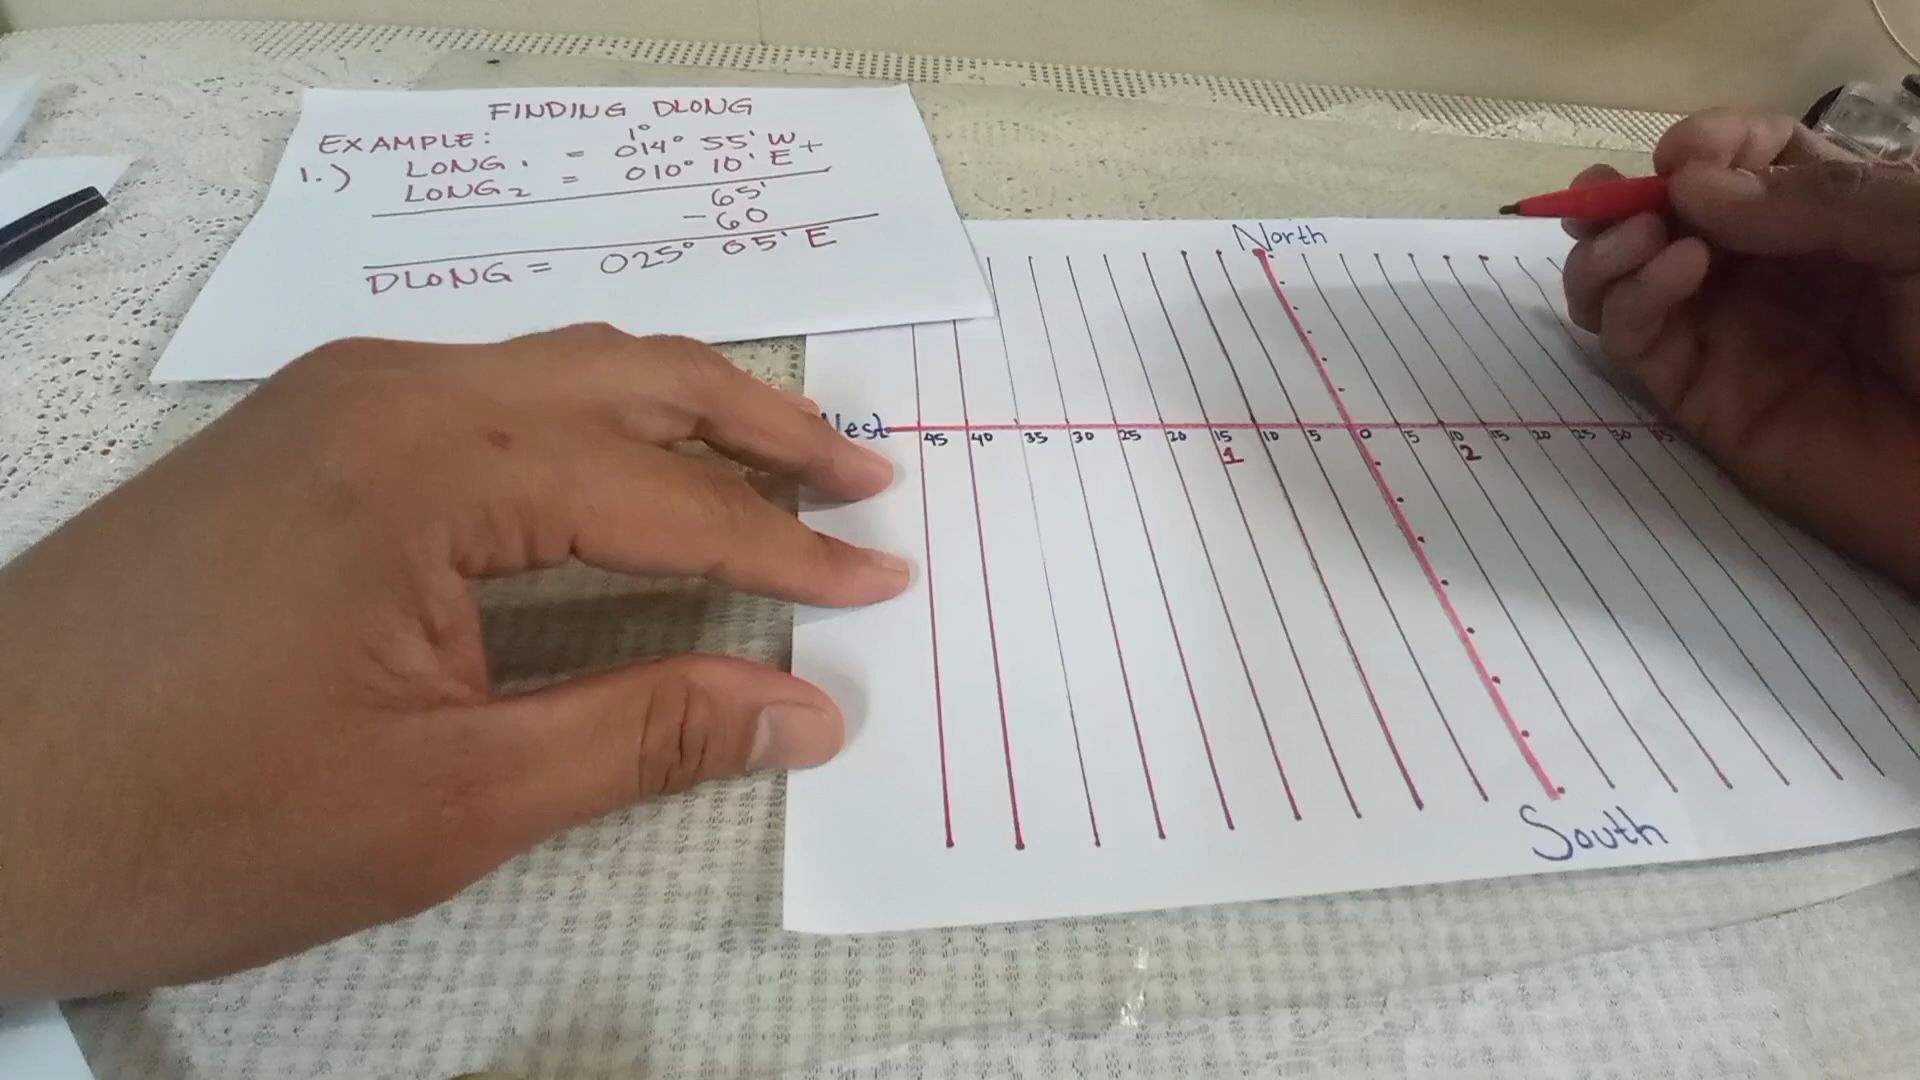 FINDING DLONG
EXAMPLE:
1°
1.) LONG₁ = 014° 55' W +
LONG₂ = 010° 10' E
65'
- 60
DLONG = 025° 05' E
North
West
45 40 35 30 25 20 15 10 5 0 5 10 15 20 25 30 35
1 2
South